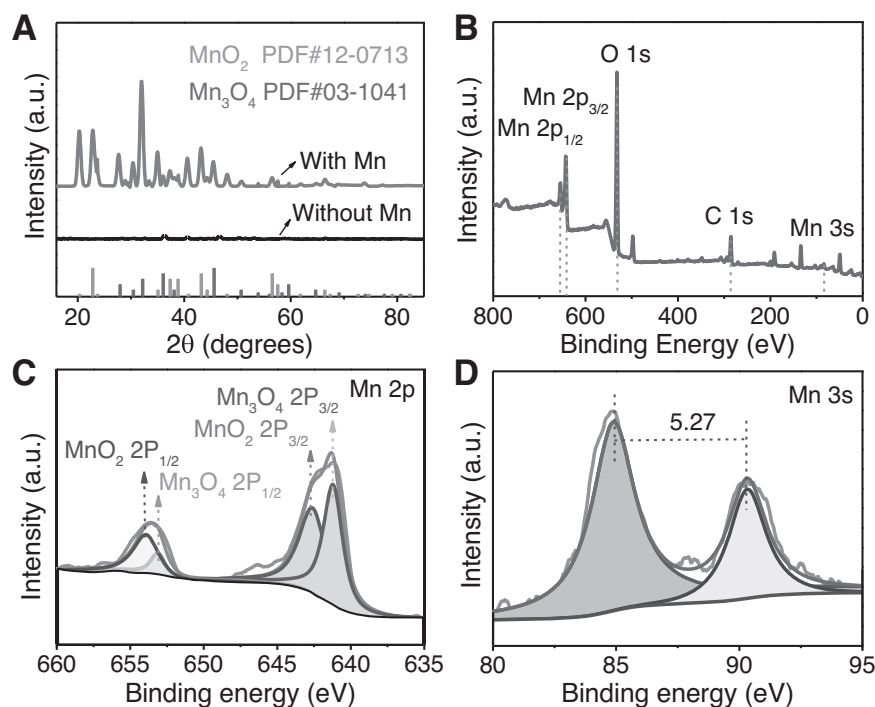 A
MnO2 PDF#12-0713
Mn3O4 PDF#03-1041
With Mn
Without Mn
Intensity (a.u.)
20 40 60 80
2θ (degrees)
B
O 1s
Mn 2p3/2
Mn 2p1/2
C 1s
Mn 3s
Intensity (a.u.)
800 600 400 200 0
Binding Energy (eV)
C
Mn 2p
Mn3O4 2P3/2
MnO2 2P3/2
MnO2 2P1/2
Mn3O4 2P1/2
Intensity (a.u.)
660 655 650 645 640 635
Binding energy (eV)
D
Mn 3s
5.27
Intensity (a.u.)
80 85 90 95
Binding energy (eV)